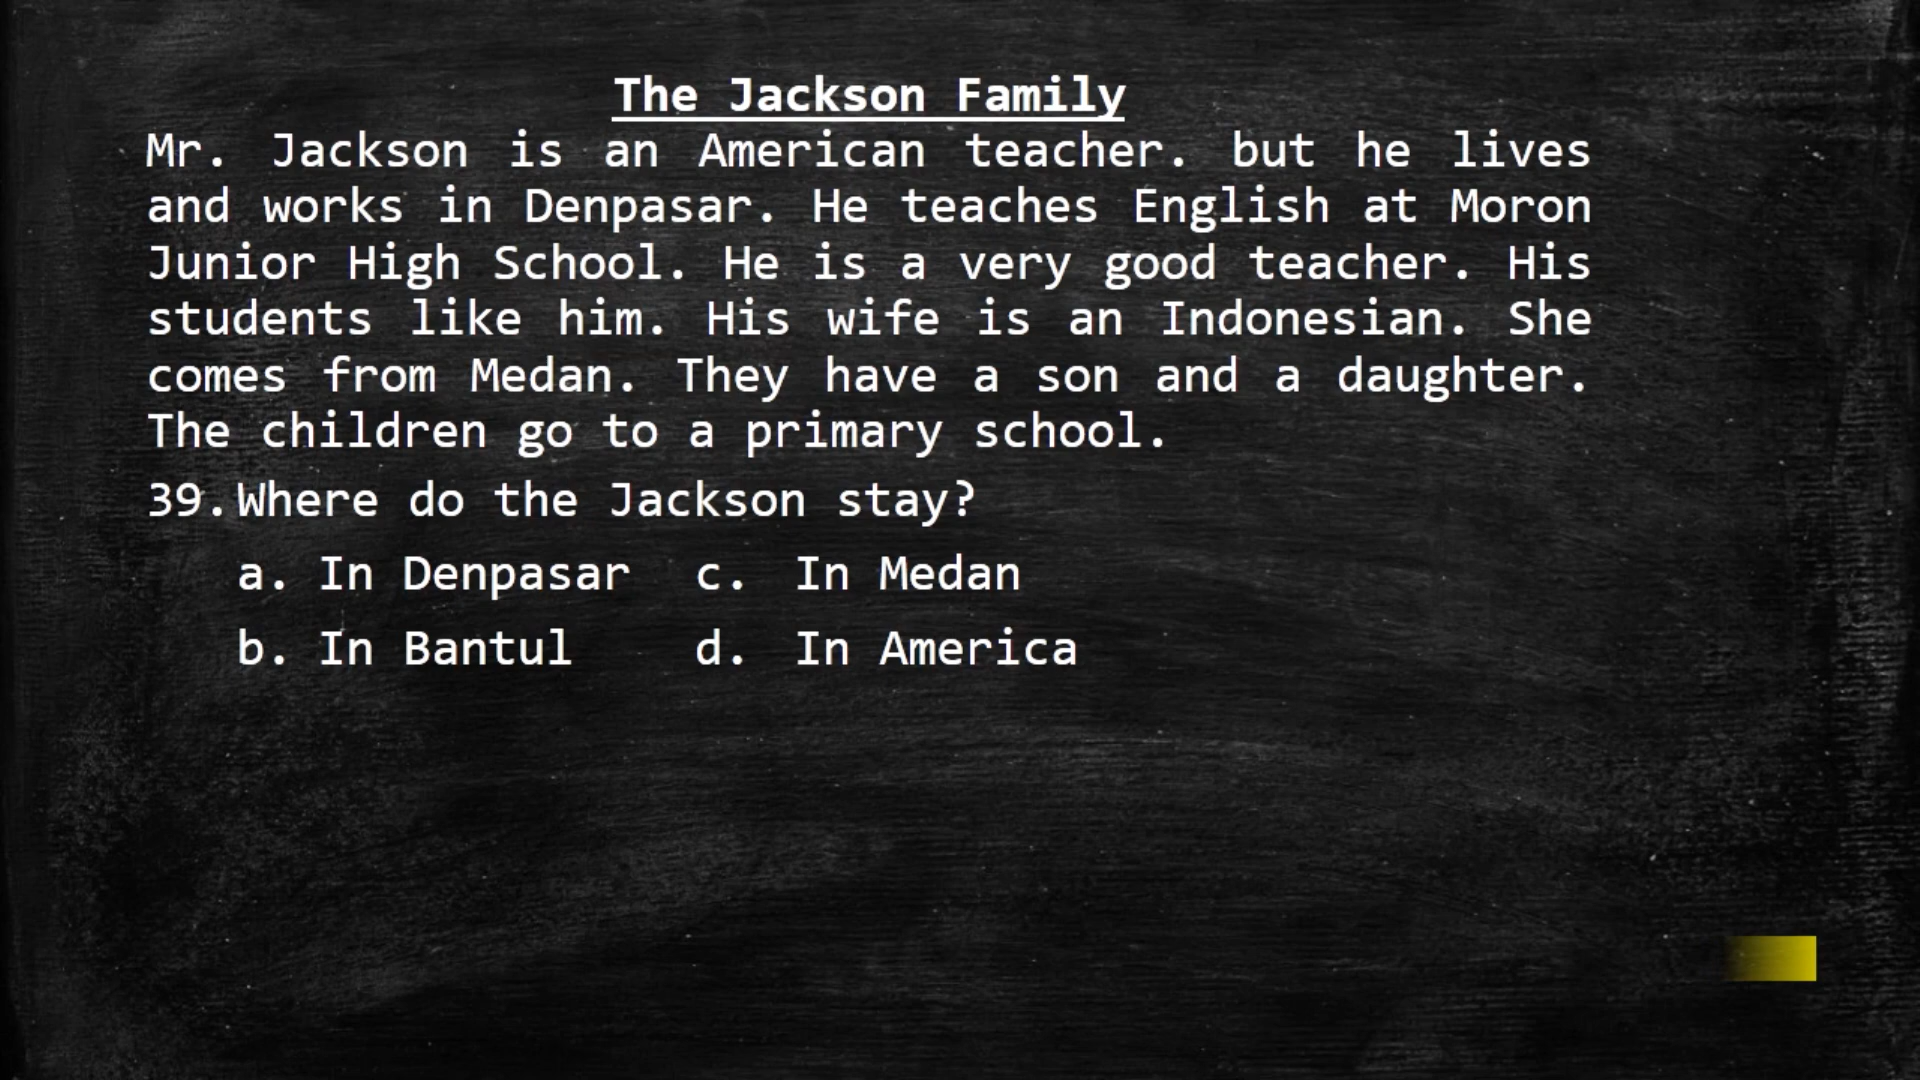 The Jackson Family
Mr. Jackson is an American teacher. but he lives
and works in Denpasar. He teaches English at Moron
Junior High School. He is a very good teacher. His
students like him. His wife is an Indonesian. She
comes from Medan. They have a son and a daughter.
The children go to a primary school.
39.Where do the Jackson stay?
a. In Denpasar c. In Medan
b. In Bantul d. In America